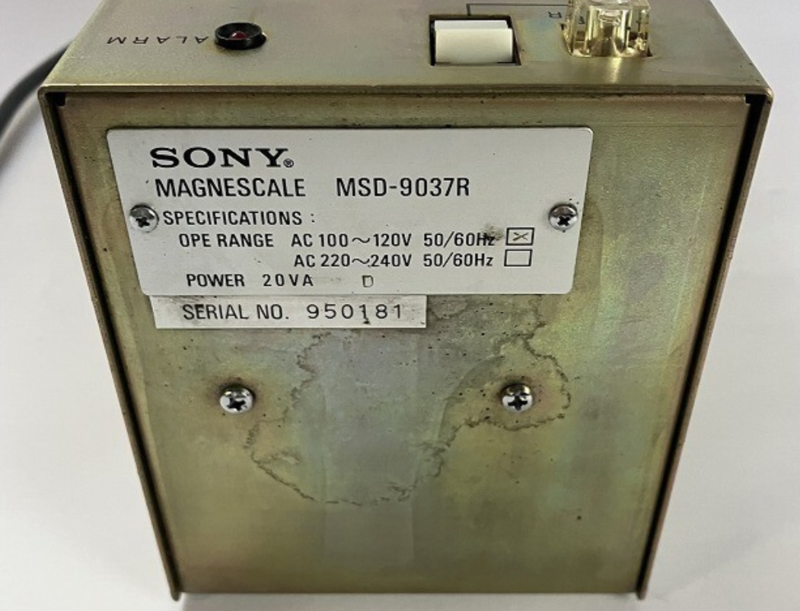 ALARM
SONY®
MAGNESCALE MSD-9037R
SPECIFICATIONS :
OPE RANGE AC 100~120V 50/60Hz ☒
AC 220~240V 50/60Hz ☐
POWER 20VA D
SERIAL NO. 950181